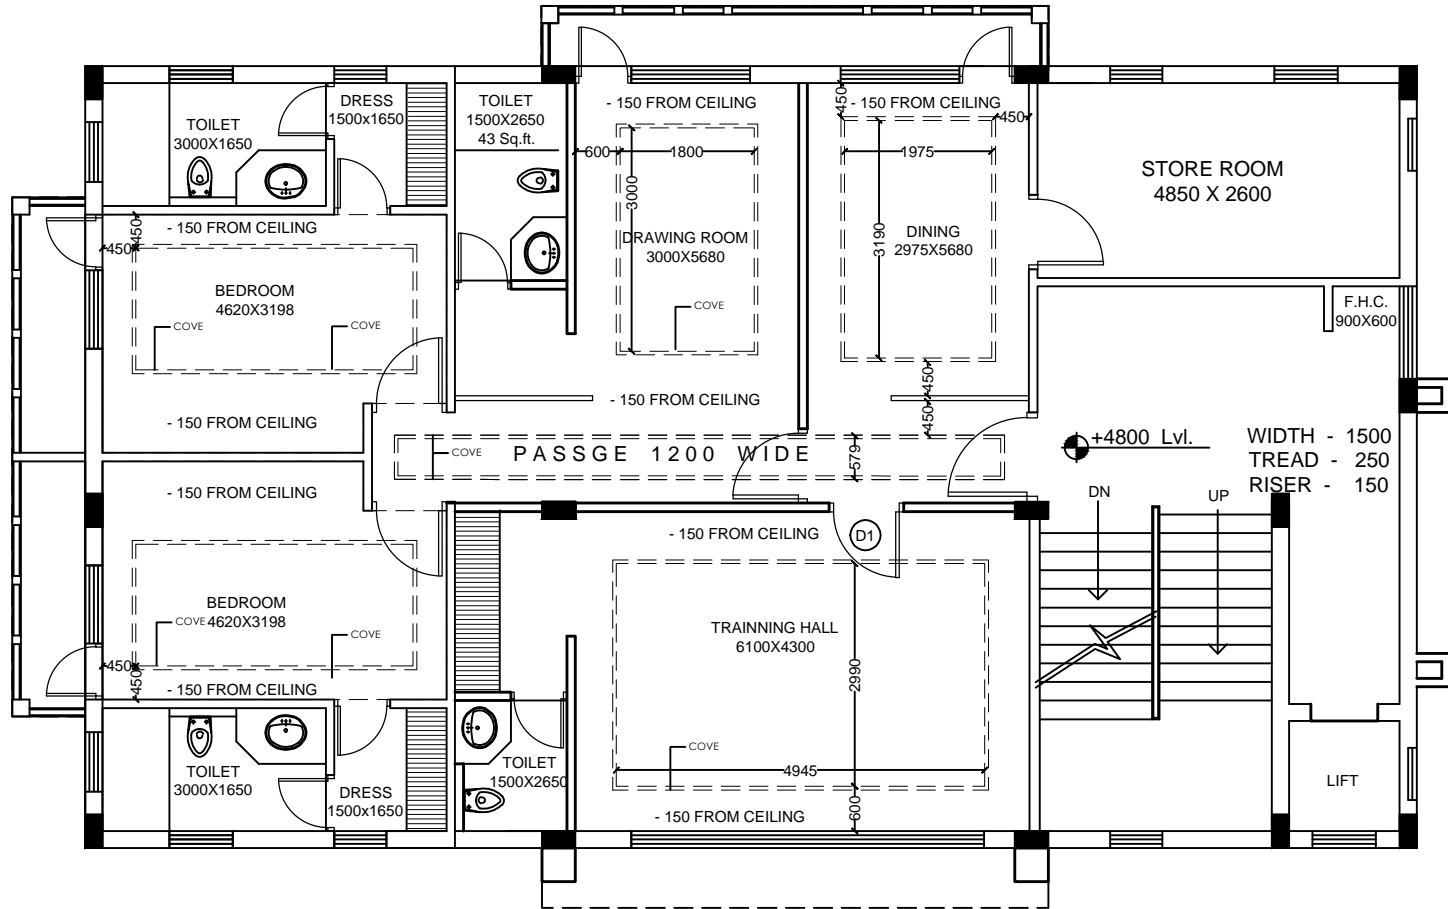 TOILET
3000X1650
DRESS
1500x1650
TOILET
1500X2650
43 Sq.ft.
- 150 FROM CEILING
600
1800
3000
DRAWING ROOM
3000X5680
COVE
- 150 FROM CEILING
450
- 150 FROM CEILING
450
1975
3190
DINING
2975X5680
450
450
STORE ROOM
4850 X 2600
F.H.C.
900X600
450
450
- 150 FROM CEILING
BEDROOM
4620X3198
COVE
COVE
- 150 FROM CEILING
COVE
PASSGE 1200 WIDE
579
+4800 Lvl.
WIDTH - 1500
TREAD - 250
RISER - 150
DN
UP
- 150 FROM CEILING
BEDROOM
4620X3198
COVE
COVE
450
450
- 150 FROM CEILING
- 150 FROM CEILING
D1
TRAINNING HALL
6100X4300
2990
COVE
4945
600
- 150 FROM CEILING
TOILET
3000X1650
DRESS
1500x1650
TOILET
1500X2650
LIFT